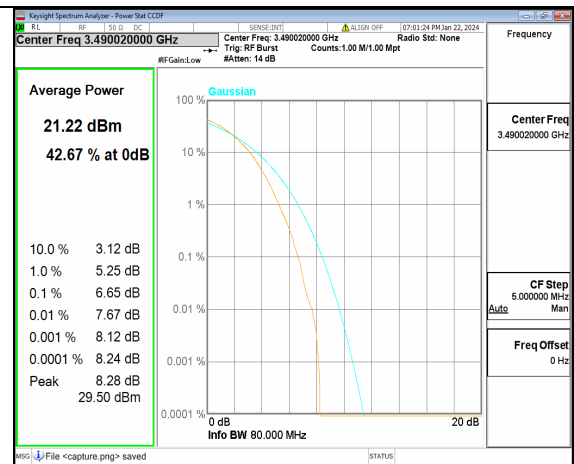 Keysight Spectrum Analyzer - Power Stat CCDF
RL RF 50 Ω DC SENSE:INT ALIGN OFF 07:01:24 PM Jan 22, 2024
Center Freq 3.490020000 GHz
Center Freq: 3.490020000 GHz Radio Std: None
Trig: RF Burst Counts:1.00 M/1.00 Mpt
#IFGain:Low #Atten: 14 dB
Frequency
Average Power
21.22 dBm
42.67 % at 0dB
10.0 % 3.12 dB
1.0 % 5.25 dB
0.1 % 6.65 dB
0.01 % 7.67 dB
0.001 % 8.12 dB
0.0001 % 8.24 dB
Peak 8.28 dB
29.50 dBm
Gaussian
100 %
10 %
1 %
0.1 %
0.01 %
0.001 %
0.0001 %
0 dB 20 dB
Info BW 80.000 MHz
Center Freq
3.490020000 GHz
CF Step
5.000000 MHz
Auto Man
Freq Offset
0 Hz
MSG File <capture.png> saved STATUS